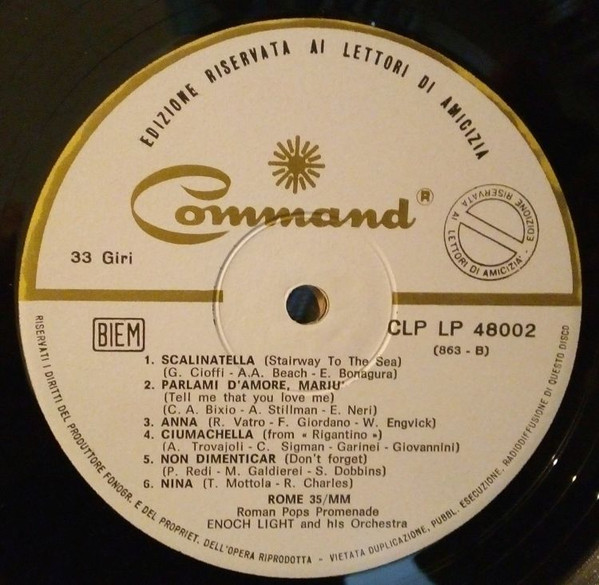 EDIZIONE RISERVATA AI LETTORI DI AMICIZIA
Command ®
EDIZIONE RISERVATA AI LETTORI DI AMICIZIA -
33 Giri
BIEM
CLP LP 48002
(863 - B)
1. SCALINATELLA (Stairway To The Sea)
(G. Cioffi - A.A. Beach - E. Bonagura)
2. PARLAMI D'AMORE, MARIU'
(Tell me that you love me)
(C. A. Bixio - A. Stillman - E. Neri)
3. ANNA (R. Vatro - F. Giordano - W. Engvick)
4. CIUMACHELLA (from « Rigantino »)
(A. Trovajoli - C. Sigman - Garinei - Giovannini)
5. NON DIMENTICAR (Don't forget)
(P. Redi - M. Galdierei - S. Dobbins)
6. NINA (T. Mottola - R. Charles)
ROME 35/MM
Roman Pops Promenade
ENOCH LIGHT and his Orchestra
RISERVATI I DIRITTI DEL PRODUTTORE FONOGR. E DEL PROPRIET. DELL'OPERA RIPRODOTTA - VIETATA DUPLICAZIONE, PUBBL. ESECUZIONE, RADIODIFFUSIONE DI QUESTO DISCO